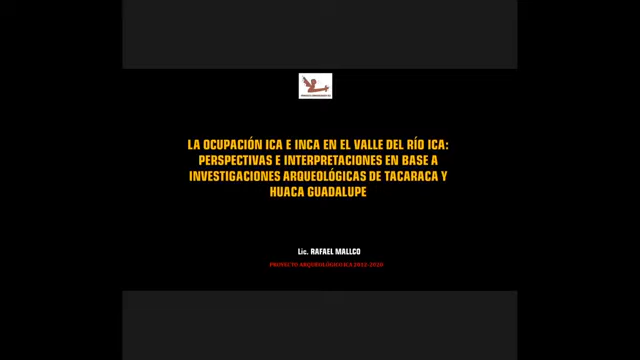 LA OCUPACIÓN ICA E INCA EN EL VALLE DEL RÍO ICA:
PERSPECTIVAS E INTERPRETACIONES EN BASE A
INVESTIGACIONES ARQUEOLÓGICAS DE TACARACA Y
HUACA GUADALUPE
Lic. RAFAEL MALLCO
PROYECTO ARQUEOLÓGICO ICA 2012-2020